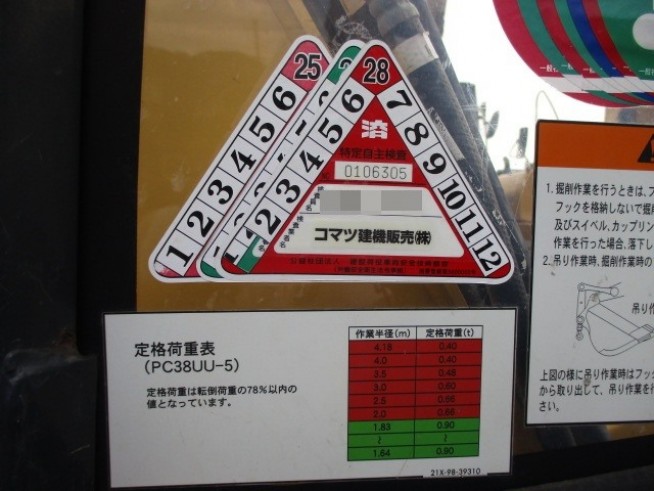 25
1 2 3 4 5 6
28
1 2 3 4 5 6
7 8 9 10 11 12
済
特定自主検査
0106305
コマツ建機販売㈱
定格荷重表
(PC38UU-5)
定格荷重は転倒荷重の78%以内の
値となっています。
作業半径(m) 定格荷重(t)
4.18 0.40
4.0 0.40
3.5 0.48
3.0 0.60
2.5 0.66
2.0 0.69
1.83 0.90
~ ~
1.64 0.90
21X-98-39310
1. 掘削作業を行うときは、フ
フックを格納しないで掘削
及びスイベル、カップリン
作業を行った場合、落下し
2. 吊り作業時、掘削作業時の
吊り作
上図の様に吊り作業時はフッ
から取り出して、吊り作業を行
さい。